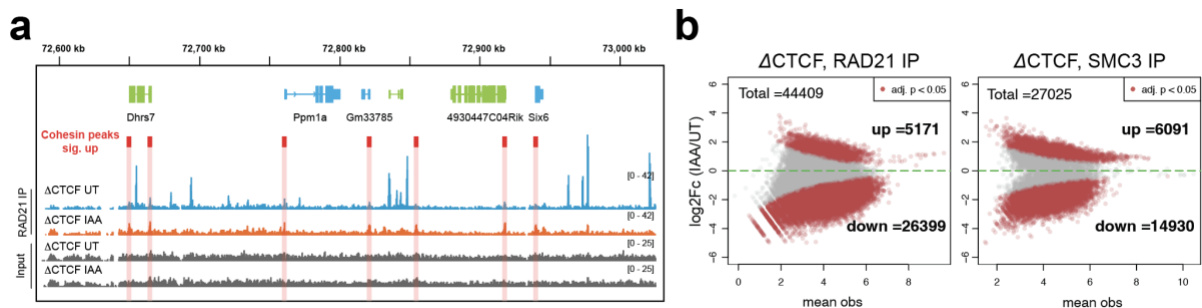 a
72,600 kb 72,700 kb 72,800 kb 72,900 kb 73,000 kb
Dhrs7 Ppm1a Gm33785 4930447C04Rik Six6
Cohesin peaks
sig. up
RAD21 IP
ΔCTCF UT [0 - 42]
ΔCTCF IAA [0 - 42]
Input
ΔCTCF UT [0 - 25]
ΔCTCF IAA [0 - 25]
b
ΔCTCF, RAD21 IP
log2Fc (IAA/UT)
6
4
2
0
−2
−4
−6
Total =44409
adj. p < 0.05
up =5171
down =26399
0 2 4 6 8
mean obs
ΔCTCF, SMC3 IP
6
4
2
0
−2
−4
−6
Total =27025
adj. p < 0.05
up =6091
down =14930
2 4 6 8 10
mean obs